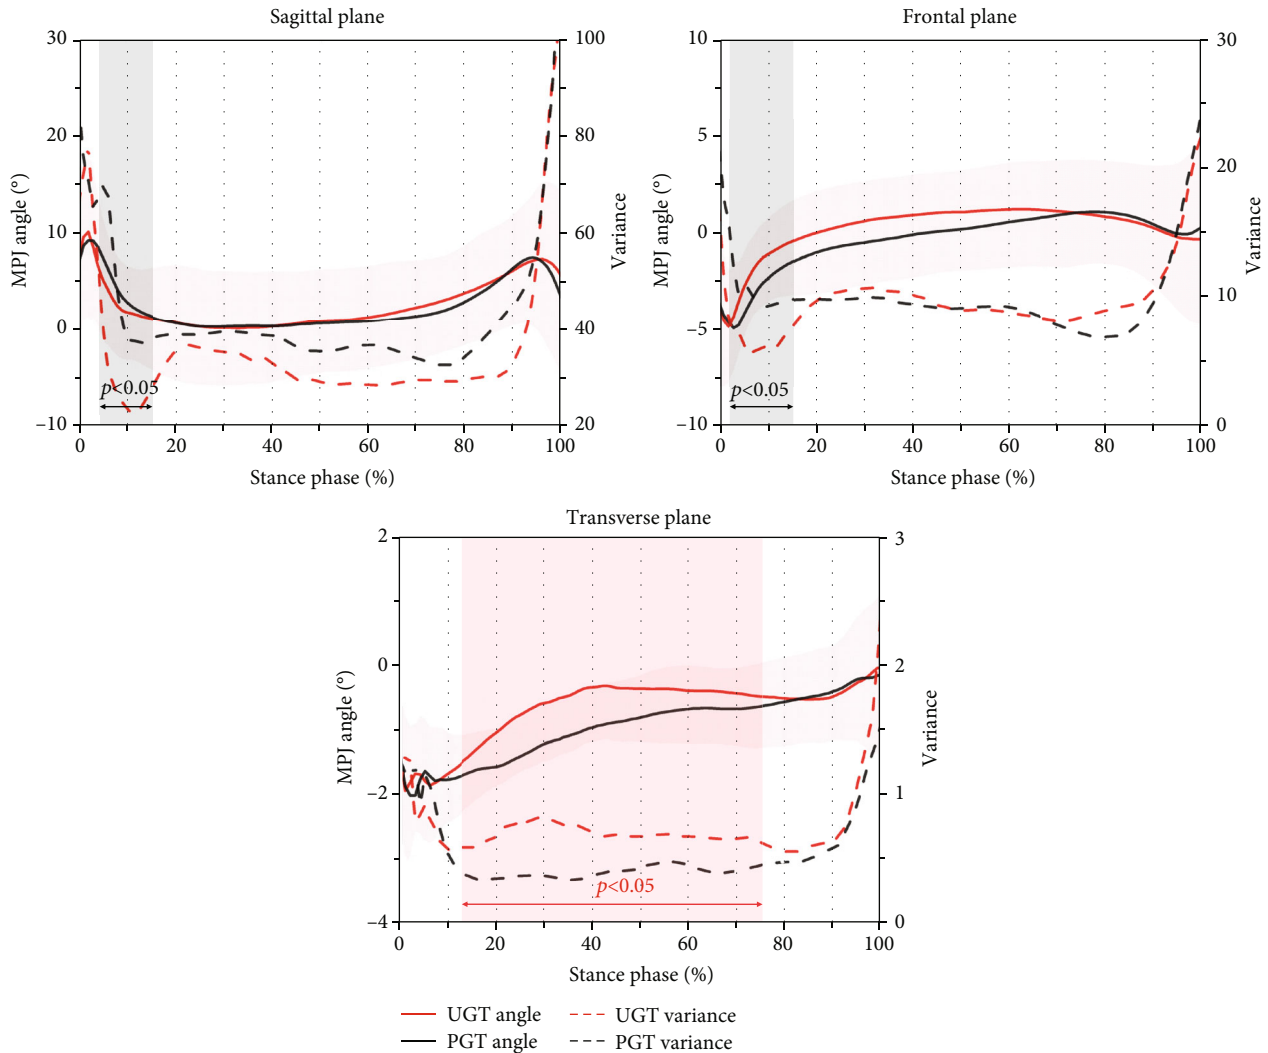 Sagittal plane
30
20
10
0
−10
MPJ angle (°)
100
80
60
40
20
Variance
p<0.05
0 20 40 60 80 100
Stance phase (%)
Frontal plane
10
5
0
−5
−10
MPJ angle (°)
30
20
10
0
Variance
p<0.05
0 20 40 60 80 100
Stance phase (%)
Transverse plane
2
0
−2
−4
MPJ angle (°)
3
2
1
0
Variance
p<0.05
0 20 40 60 80 100
Stance phase (%)
UGT angle
UGT variance
PGT angle
PGT variance